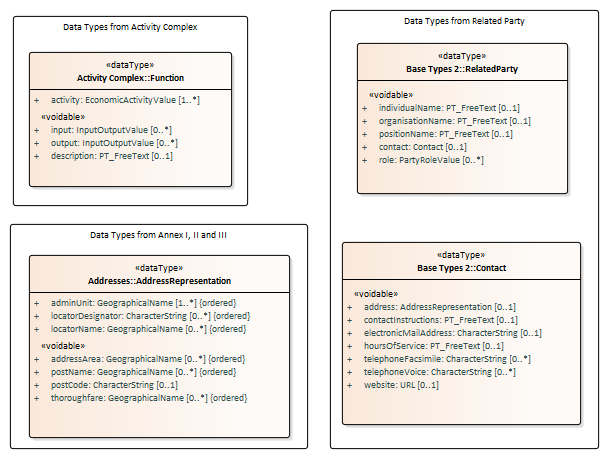 Data Types from Activity Complex
«dataType»
Activity Complex::Function
+ activity: EconomicActivityValue [1..*]
«voidable»
+ input: InputOutputValue [0..*]
+ output: InputOutputValue [0..*]
+ description: PT_FreeText [0..1]
Data Types from Annex I, II and III
«dataType»
Addresses::AddressRepresentation
+ adminUnit: GeographicalName [1..*] {ordered}
+ locatorDesignator: CharacterString [0..*] {ordered}
+ locatorName: GeographicalName [0..*] {ordered}
«voidable»
+ addressArea: GeographicalName [0..*] {ordered}
+ postName: GeographicalName [0..*] {ordered}
+ postCode: CharacterString [0..1]
+ thoroughfare: GeographicalName [0..*] {ordered}
Data Types from Related Party
«dataType»
Base Types 2::RelatedParty
«voidable»
+ individualName: PT_FreeText [0..1]
+ organisationName: PT_FreeText [0..1]
+ positionName: PT_FreeText [0..1]
+ contact: Contact [0..1]
+ role: PartyRoleValue [0..*]
«dataType»
Base Types 2::Contact
«voidable»
+ address: AddressRepresentation [0..1]
+ contactInstructions: PT_FreeText [0..1]
+ electronicMailAddress: CharacterString [0..1]
+ hoursOfService: PT_FreeText [0..1]
+ telephoneFacsimile: CharacterString [0..*]
+ telephoneVoice: CharacterString [0..*]
+ website: URL [0..1]